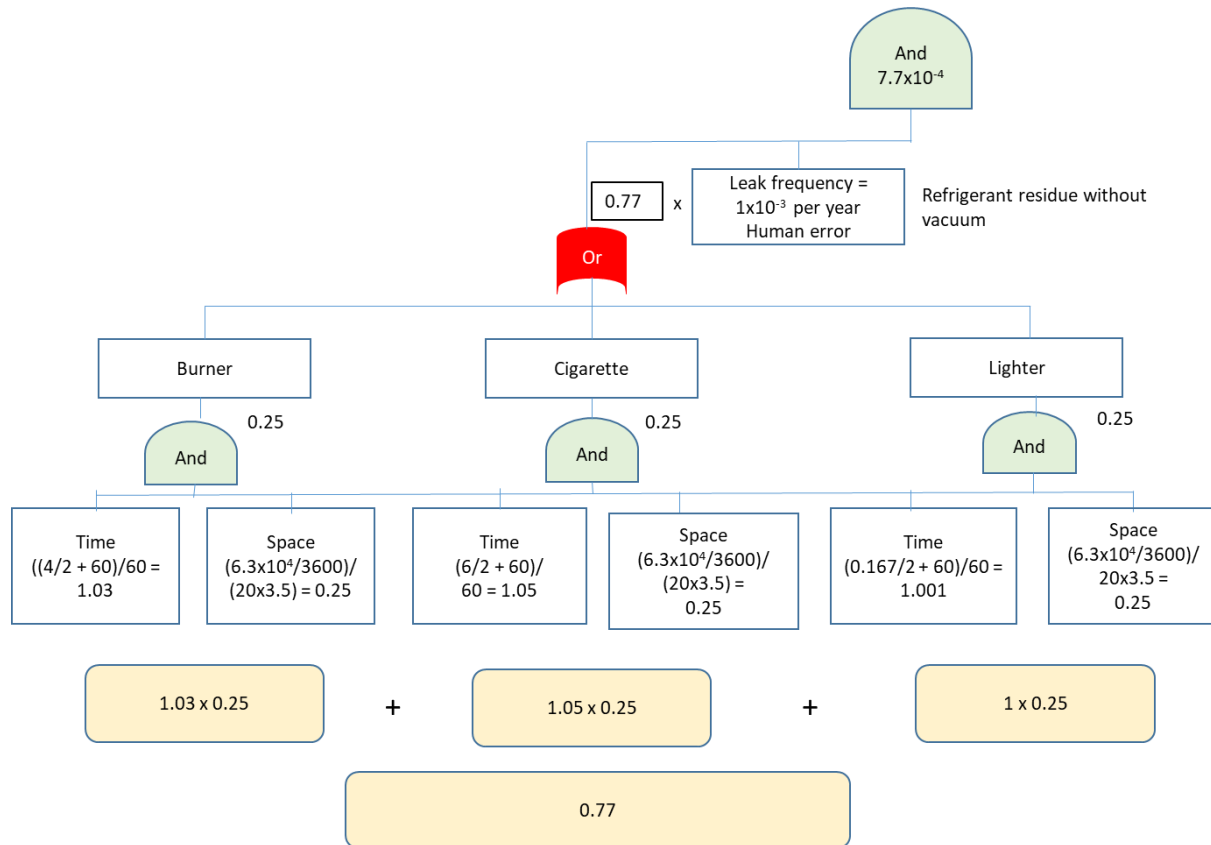 And
7.7x10⁻⁴
0.77
x
Leak frequency =
1x10⁻³ per year
Human error
Refrigerant residue without
vacuum
Or
Burner
Cigarette
Lighter
0.25
0.25
0.25
And
And
And
Time
((4/2 + 60)/60 =
1.03
Space
(6.3x10⁴/3600)/
(20x3.5) = 0.25
Time
(6/2 + 60)/
60 = 1.05
Space
(6.3x10⁴/3600)/
(20x3.5) =
0.25
Time
(0.167/2 + 60)/60 =
1.001
Space
(6.3x10⁴/3600)/
20x3.5 =
0.25
1.03 x 0.25
+
1.05 x 0.25
+
1 x 0.25
0.77